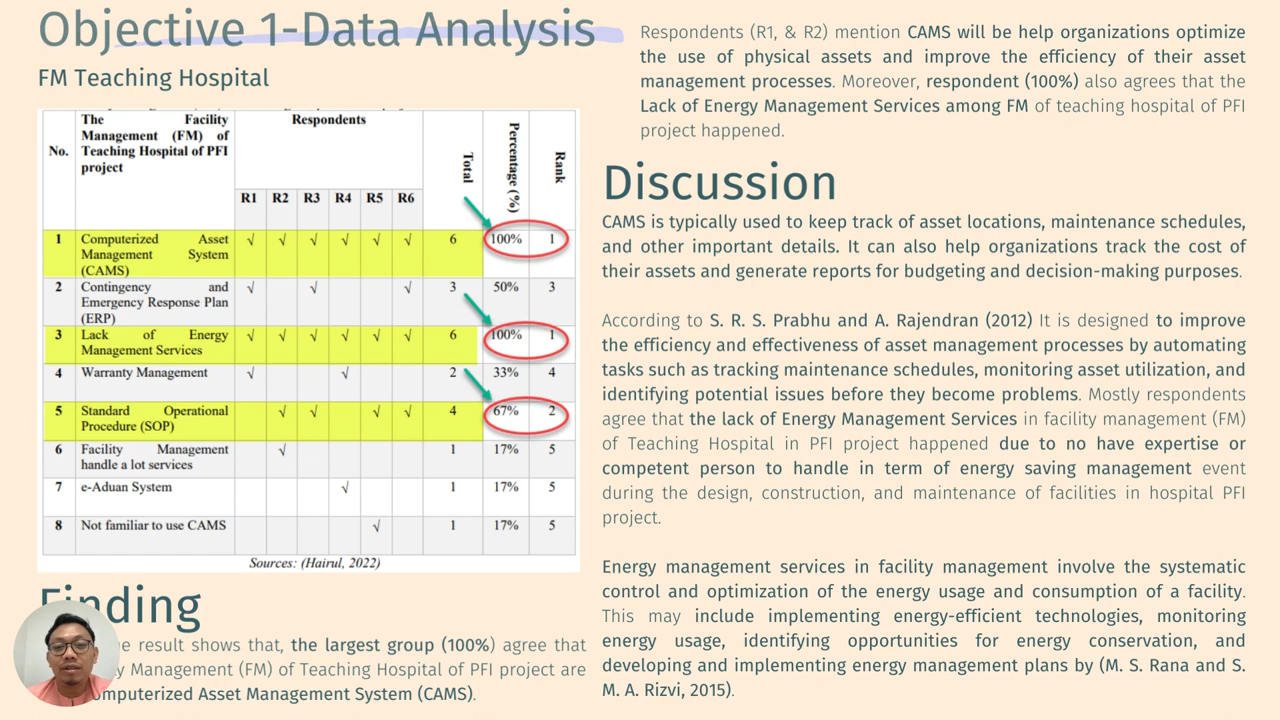 Objective 1-Data Analysis
FM Teaching Hospital
No.
The Facility
Management (FM) of
Teaching Hospital of PFI
project
Respondents
Total
Percentage (%)
Rank
R1 R2 R3 R4 R5 R6
1 Computerized Asset √ √ √ √ √ √ 6 100% 1
Management System
(CAMS)
2 Contingency and √ √ √ 3 50% 3
Emergency Response Plan
(ERP)
3 Lack of Energy √ √ √ √ √ √ 6 100% 1
Management Services
4 Warranty Management √ √ 2 33% 4
5 Standard Operational √ √ √ √ 4 67% 2
Procedure (SOP)
6 Facility Management √ 1 17% 5
handle a lot services
7 e-Aduan System √ 1 17% 5
8 Not familiar to use CAMS √ 1 17% 5
Sources: (Hairul, 2022)
Finding
result shows that, the largest group (100%) agree that
Management (FM) of Teaching Hospital of PFI project are
Computerized Asset Management System (CAMS).
Respondents (R1, & R2) mention CAMS will be help organizations optimize
the use of physical assets and improve the efficiency of their asset
management processes. Moreover, respondent (100%) also agrees that the
Lack of Energy Management Services among FM of teaching hospital of PFI
project happened.
Discussion
CAMS is typically used to keep track of asset locations, maintenance schedules,
and other important details. It can also help organizations track the cost of
their assets and generate reports for budgeting and decision-making purposes.
According to S. R. S. Prabhu and A. Rajendran (2012) It is designed to improve
the efficiency and effectiveness of asset management processes by automating
tasks such as tracking maintenance schedules, monitoring asset utilization, and
identifying potential issues before they become problems. Mostly respondents
agree that the lack of Energy Management Services in facility management (FM)
of Teaching Hospital in PFI project happened due to no have expertise or
competent person to handle in term of energy saving management event
during the design, construction, and maintenance of facilities in hospital PFI
project.
Energy management services in facility management involve the systematic
control and optimization of the energy usage and consumption of a facility.
This may include implementing energy-efficient technologies, monitoring
energy usage, identifying opportunities for energy conservation, and
developing and implementing energy management plans by (M. S. Rana and S.
M. A. Rizvi, 2015).